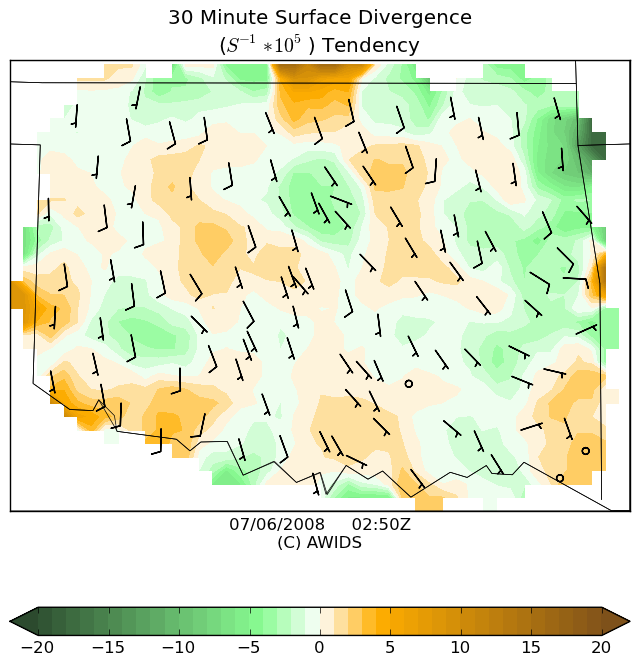 30 Minute Surface Divergence
(S⁻¹ *10⁵ ) Tendency
07/06/2008 02:50Z
(C) AWIDS
−20 −15 −10 −5 0 5 10 15 20